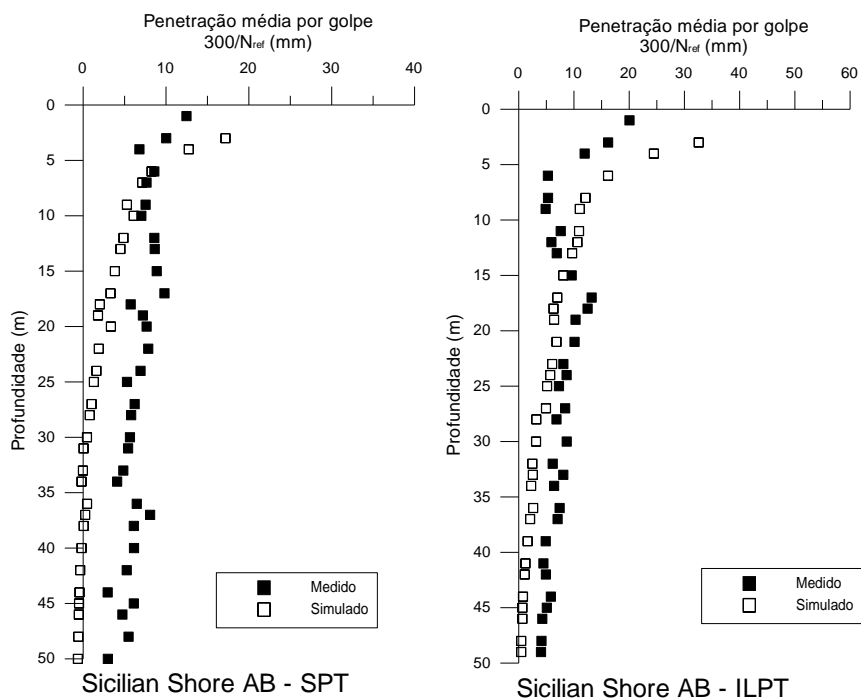 Penetração média por golpe
300/Nref (mm)
0 10 20 30 40
0
5
10
15
20
25
30
35
40
45
50
Profundidade (m)
Medido
Simulado
Sicilian Shore AB - SPT
Penetração média por golpe
300/Nref (mm)
0 10 20 30 40 50 60
0
5
10
15
20
25
30
35
40
45
50
Profundidade (m)
Medido
Simulado
Sicilian Shore AB - ILPT